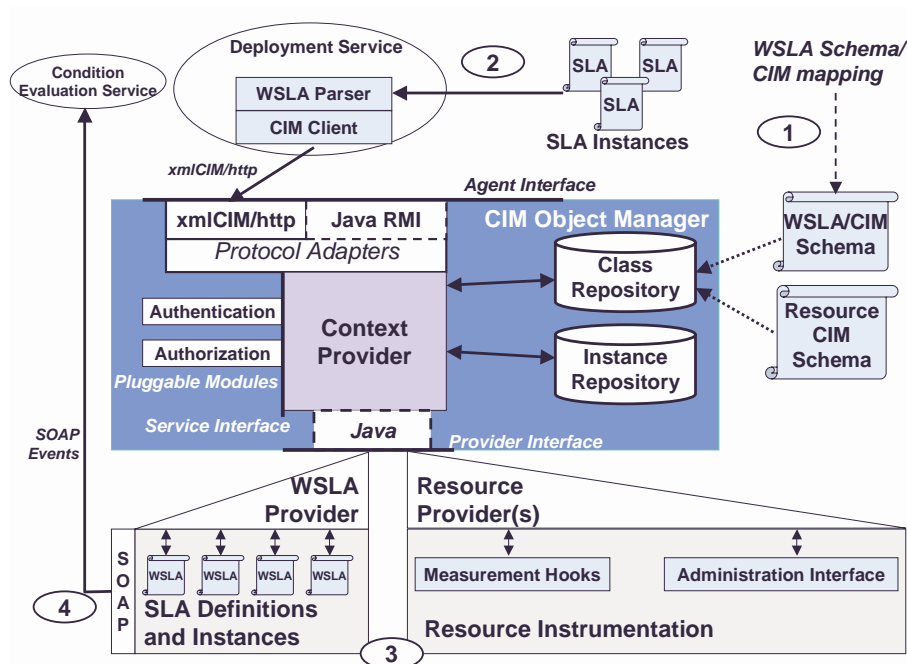 Deployment Service
WSLA Parser
CIM Client
Condition
Evaluation Service
2
SLA
SLA
SLA
SLA Instances
WSLA Schema/
CIM mapping
1
xmlCIM/http
Agent Interface
xmlCIM/http
Java RMI
Protocol Adapters
CIM Object Manager
WSLA/CIM
Schema
Class
Repository
Resource
CIM
Schema
Authentication
Authorization
Pluggable Modules
Context
Provider
Instance
Repository
Service Interface
Java
Provider Interface
SOAP
Events
WSLA
Provider
Resource
Provider(s)
S
O
A
P
WSLA
WSLA
WSLA
WSLA
SLA Definitions
and Instances
Measurement Hooks
Administration Interface
Resource Instrumentation
4
3